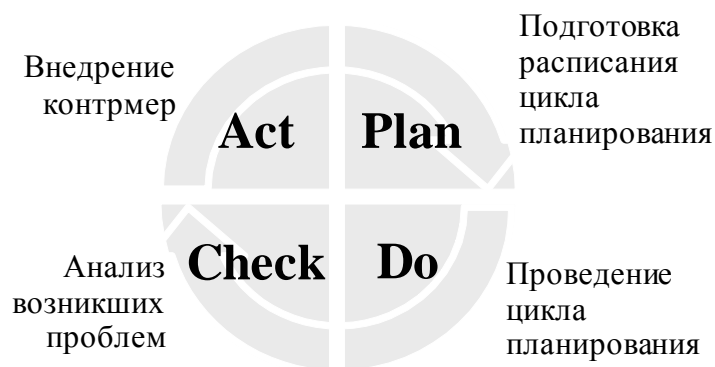 Внедрение
контрмер
Act
Plan
Подготовка
расписания
цикла
планирования
Анализ
возникших
проблем
Check
Do
Проведение
цикла
планирования